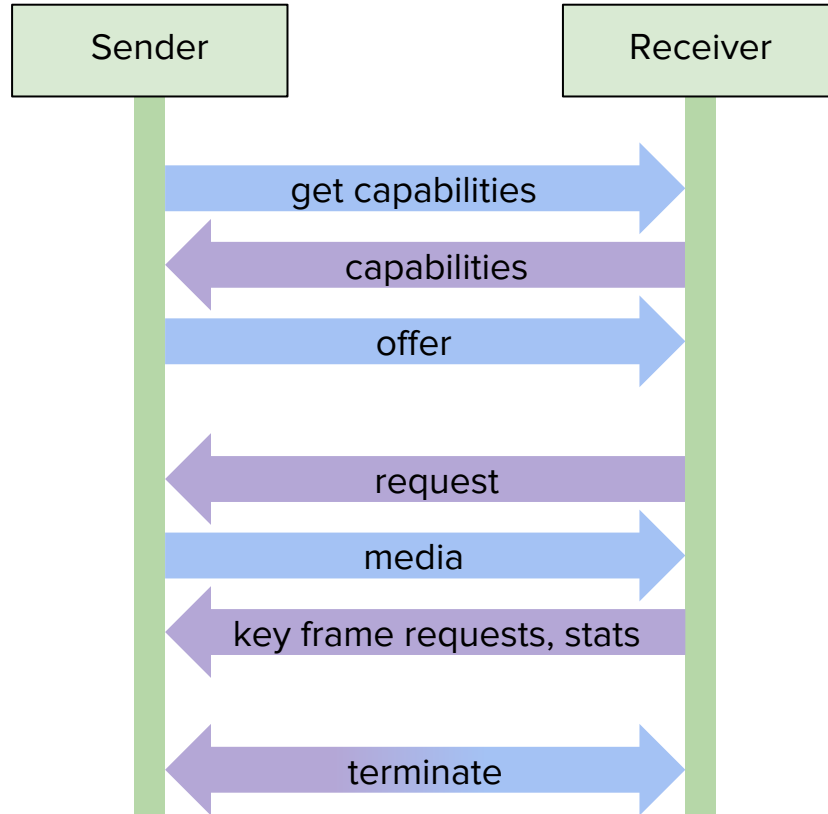 Sender
Receiver
get capabilities
capabilities
offer
request
media
key frame requests, stats
terminate